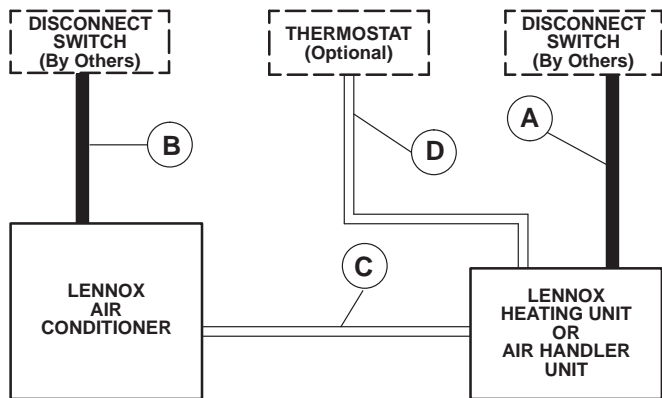 DISCONNECT
SWITCH
(By Others)
THERMOSTAT
(Optional)
DISCONNECT
SWITCH
(By Others)
B
D
A
C
LENNOX
AIR
CONDITIONER
LENNOX
HEATING UNIT
OR
AIR HANDLER
UNIT